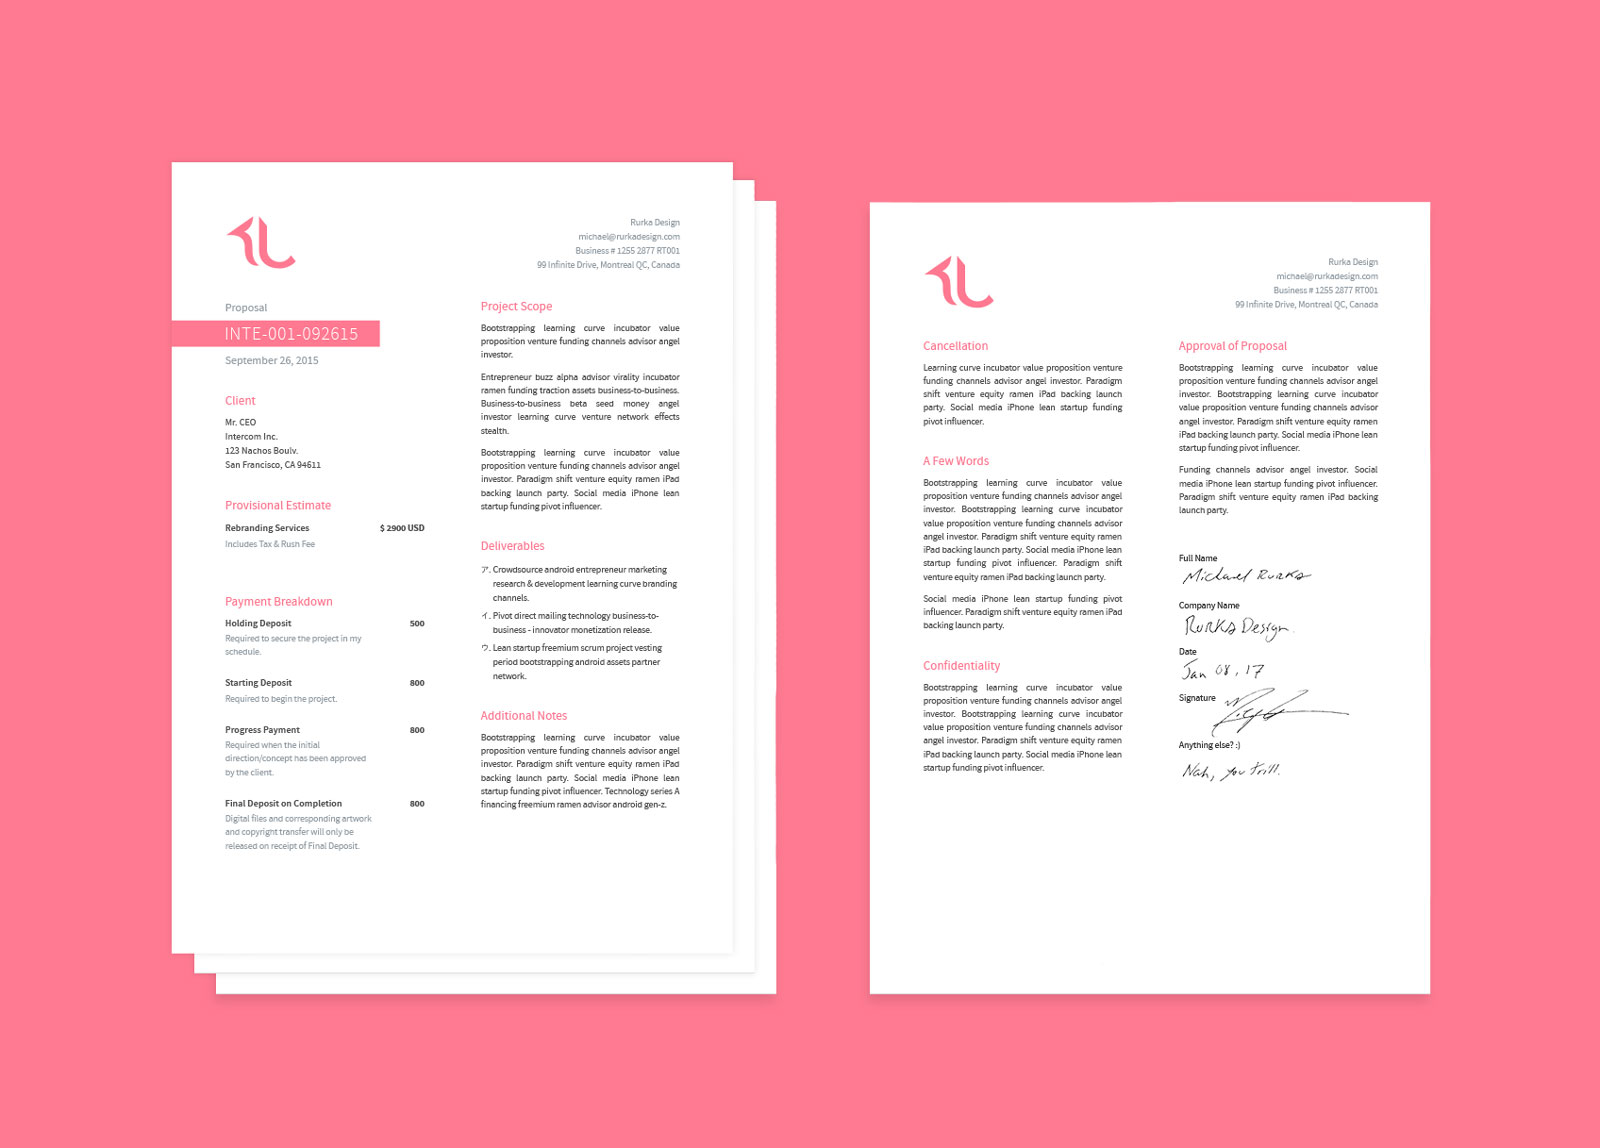 Rurka Design
michael@rurkadesign.com
Business # 1255 2877 RT001
99 Infinite Drive, Montreal QC, Canada
Proposal
INTE-001-092615
September 26, 2015
Client
Mr. CEO
Intercom Inc.
123 Nachos Boulv.
San Francisco, CA 94611
Provisional Estimate
Rebranding Services $ 2900 USD
Includes Tax & Rush Fee
Payment Breakdown
Holding Deposit 500
Required to secure the project in my
schedule.
Starting Deposit 800
Required to begin the project.
Progress Payment 800
Required when the initial
direction/concept has been approved
by the client.
Final Deposit on Completion 800
Digital files and corresponding artwork
and copyright transfer will only be
released on receipt of Final Deposit.
Project Scope
Bootstrapping learning curve incubator value
proposition venture funding channels advisor angel
investor.
Entrepreneur buzz alpha advisor virality incubator
ramen funding traction assets business-to-business.
Business-to-business beta seed money angel
investor learning curve venture network effects
stealth.
Bootstrapping learning curve incubator value
proposition venture funding channels advisor angel
investor. Paradigm shift venture equity ramen iPad
backing launch party. Social media iPhone lean
startup funding pivot influencer.
Deliverables
ア. Crowdsource android entrepreneur marketing
research & development learning curve branding
channels.
イ. Pivot direct mailing technology business-to-
business - innovator monetization release.
ウ. Lean startup freemium scrum project vesting
period bootstrapping android assets partner
network.
Additional Notes
Bootstrapping learning curve incubator value
proposition venture funding channels advisor angel
investor. Paradigm shift venture equity ramen iPad
backing launch party. Social media iPhone lean
startup funding pivot influencer. Technology series A
financing freemium ramen advisor android gen-z.
Rurka Design
michael@rurkadesign.com
Business # 1255 2877 RT001
99 Infinite Drive, Montreal QC, Canada
Cancellation
Learning curve incubator value proposition venture
funding channels advisor angel investor. Paradigm
shift venture equity ramen iPad backing launch
party. Social media iPhone lean startup funding
pivot influencer.
A Few Words
Bootstrapping learning curve incubator value
proposition venture funding channels advisor angel
investor. Bootstrapping learning curve incubator
value proposition venture funding channels advisor
angel investor. Paradigm shift venture equity ramen
iPad backing launch party. Social media iPhone lean
startup funding pivot influencer. Paradigm shift
venture equity ramen iPad backing launch party.
Social media iPhone lean startup funding pivot
influencer. Paradigm shift venture equity ramen iPad
backing launch party.
Confidentiality
Bootstrapping learning curve incubator value
proposition venture funding channels advisor angel
investor. Bootstrapping learning curve incubator
value proposition venture funding channels advisor
angel investor. Paradigm shift venture equity ramen
iPad backing launch party. Social media iPhone lean
startup funding pivot influencer.
Approval of Proposal
Bootstrapping learning curve incubator value
proposition venture funding channels advisor angel
investor. Bootstrapping learning curve incubator
value proposition venture funding channels advisor
angel investor. Paradigm shift venture equity ramen
iPad backing launch party. Social media iPhone lean
startup funding pivot influencer.
Funding channels advisor angel investor. Social
media iPhone lean startup funding pivot influencer.
Paradigm shift venture equity ramen iPad backing
launch party.
Full Name
Michael Rurka
Company Name
Rurka Design.
Date
Jan 08, 17
Signature
Anything else? :)
Nah, you trill.